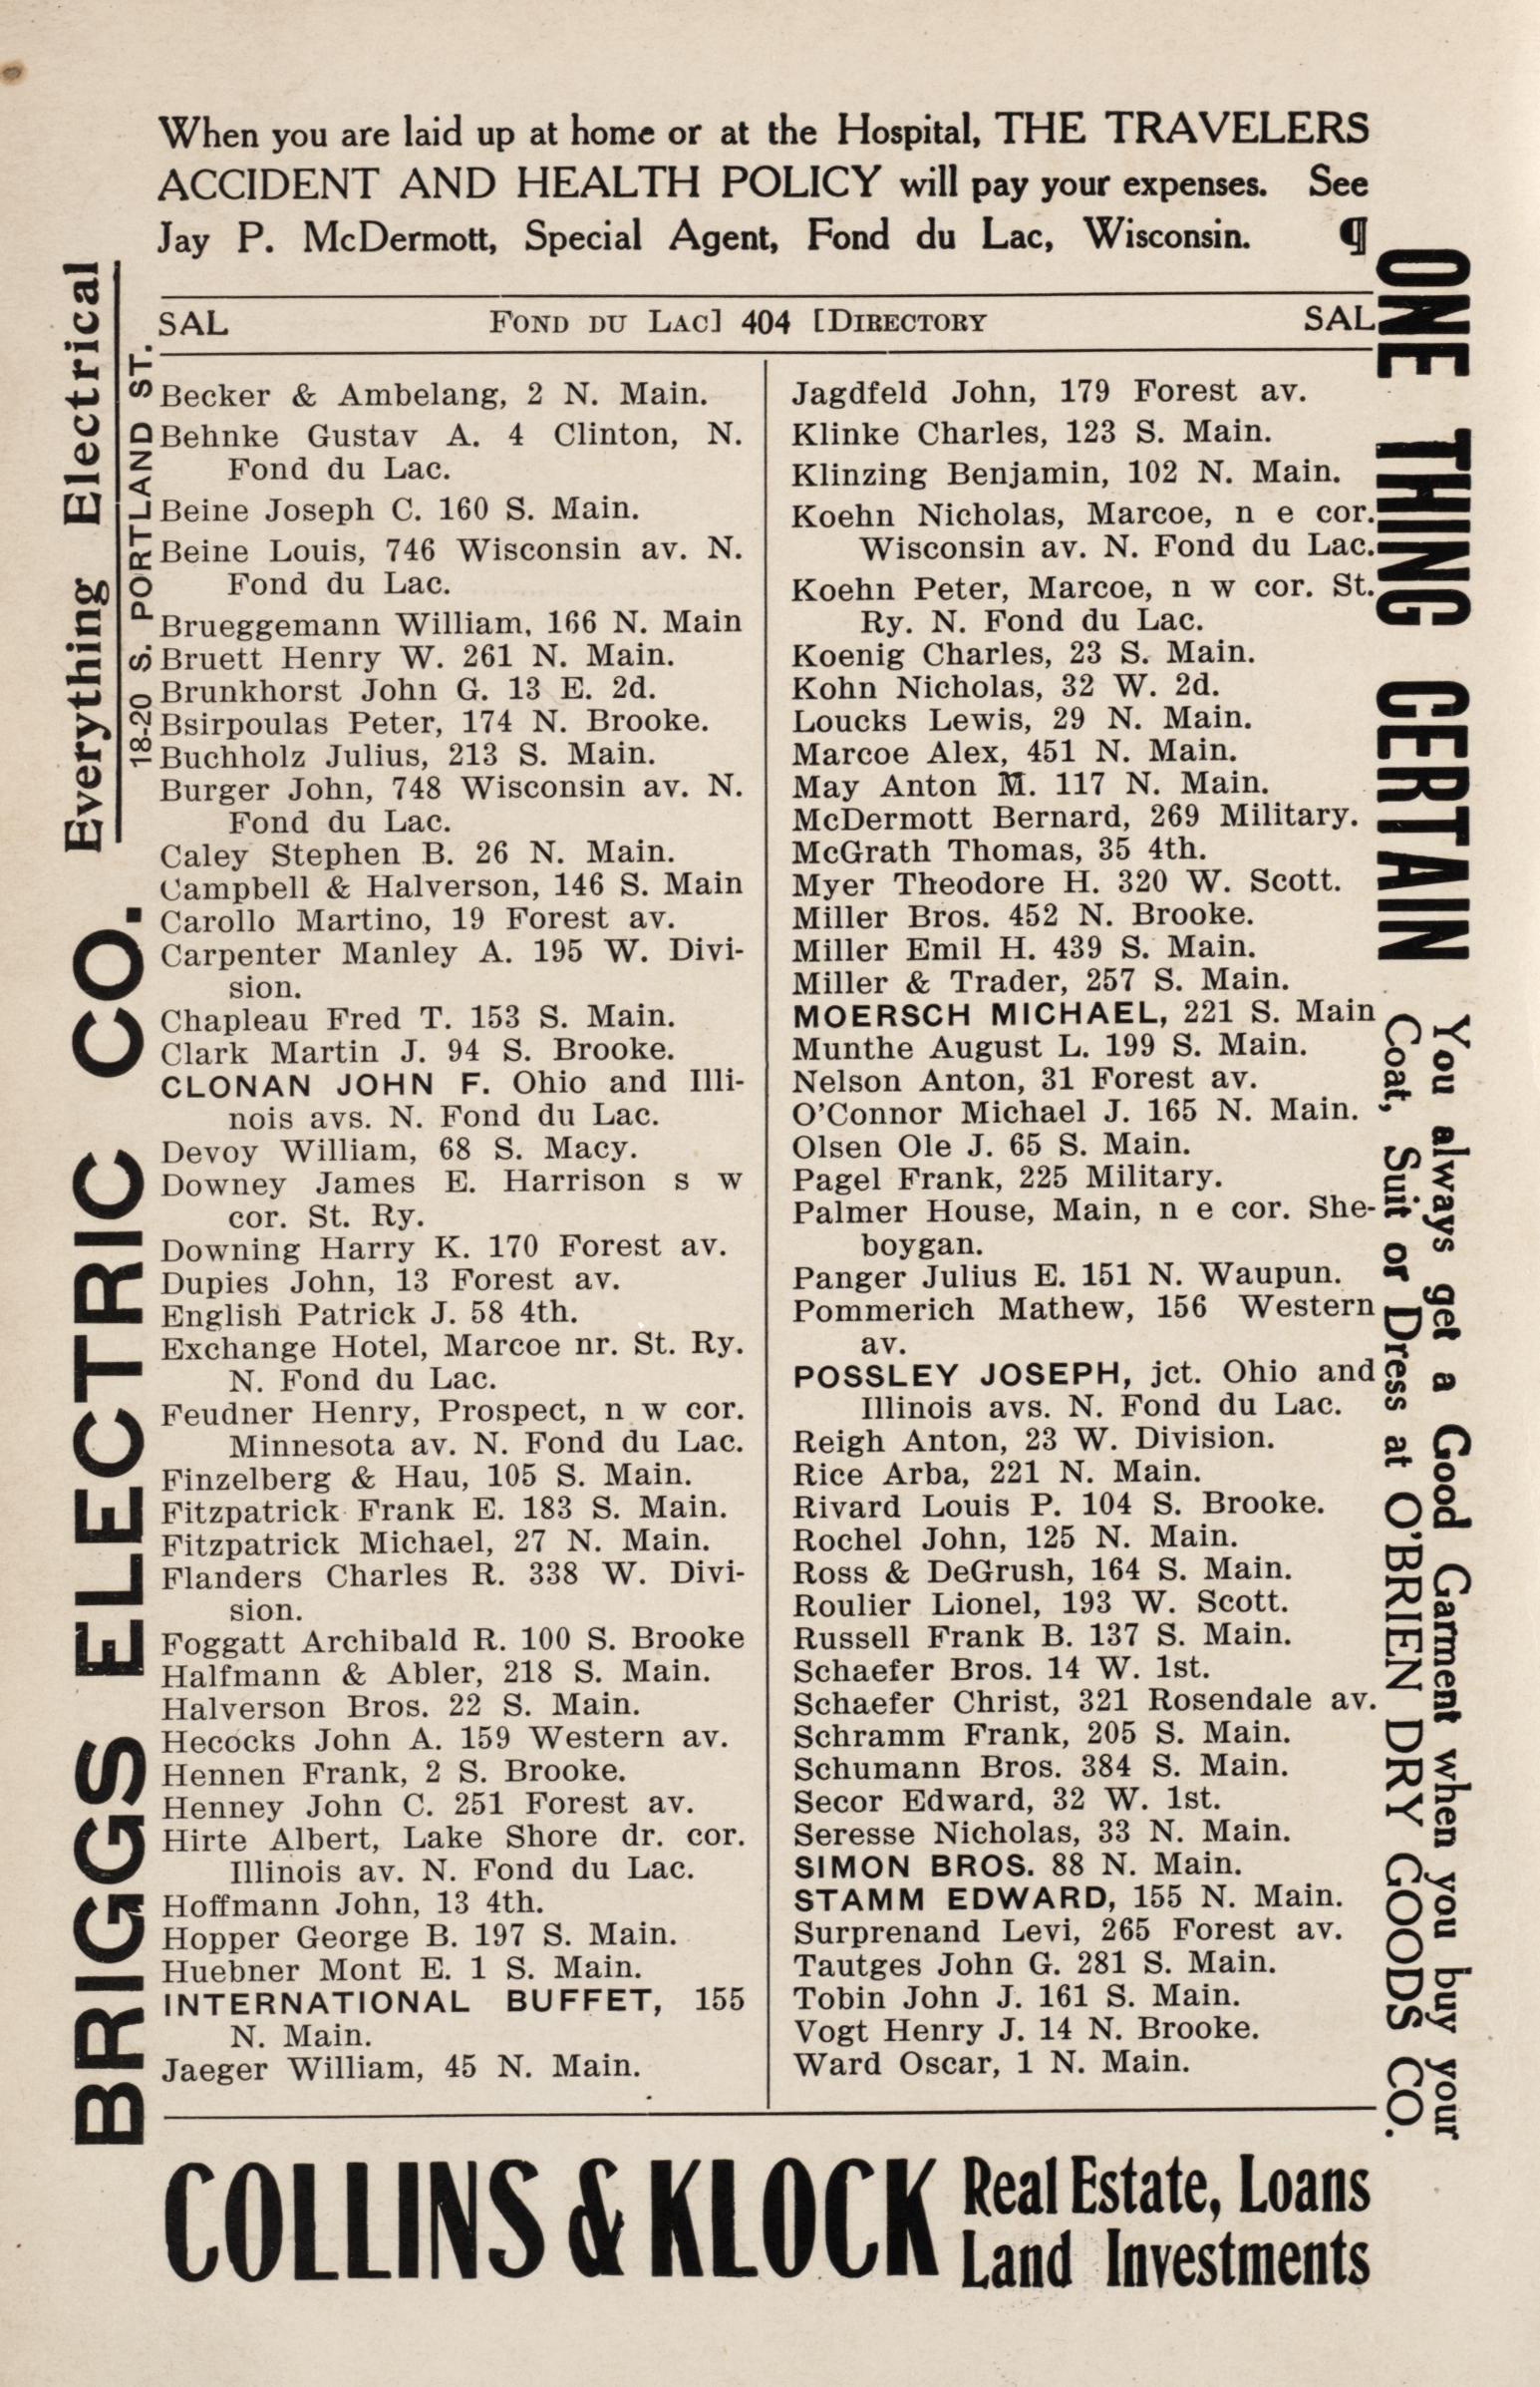 When you are laid up at home or at the Hospital, THE TRAVELERS
ACCIDENT AND HEALTH POLICY will pay your expenses. See
Jay P. McDermott, Special Agent, Fond du Lac, Wisconsin. ¶
SAL FOND DU LAC] 404 [DIRECTORY SAL
Becker & Ambelang, 2 N. Main.
Behnke Gustav A. 4 Clinton, N.
Fond du Lac.
Beine Joseph C. 160 S. Main.
Beine Louis, 746 Wisconsin av. N.
Fond du Lac.
Brueggemann William, 166 N. Main
Bruett Henry W. 261 N. Main.
Brunkhorst John G. 13 E. 2d.
Bsirpoulas Peter, 174 N. Brooke.
Buchholz Julius, 213 S. Main.
Burger John, 748 Wisconsin av. N.
Fond du Lac.
Caley Stephen B. 26 N. Main.
Campbell & Halverson, 146 S. Main
Carollo Martino, 19 Forest av.
Carpenter Manley A. 195 W. Divi-
sion.
Chapleau Fred T. 153 S. Main.
Clark Martin J. 94 S. Brooke.
CLONAN JOHN F. Ohio and Illi-
nois avs. N. Fond du Lac.
Devoy William, 68 S. Macy.
Downey James E. Harrison s w
cor. St. Ry.
Downing Harry K. 170 Forest av.
Dupies John, 13 Forest av.
English Patrick J. 58 4th.
Exchange Hotel, Marcoe nr. St. Ry.
N. Fond du Lac.
Feudner Henry, Prospect, n w cor.
Minnesota av. N. Fond du Lac.
Finzelberg & Hau, 105 S. Main.
Fitzpatrick Frank E. 183 S. Main.
Fitzpatrick Michael, 27 N. Main.
Flanders Charles R. 338 W. Divi-
sion.
Foggatt Archibald R. 100 S. Brooke
Halfmann & Abler, 218 S. Main.
Halverson Bros. 22 S. Main.
Hecocks John A. 159 Western av.
Hennen Frank, 2 S. Brooke.
Henney John C. 251 Forest av.
Hirte Albert, Lake Shore dr. cor.
Illinois av. N. Fond du Lac.
Hoffmann John, 13 4th.
Hopper George B. 197 S. Main.
Huebner Mont E. 1 S. Main.
INTERNATIONAL BUFFET, 155
N. Main.
Jaeger William, 45 N. Main.
Jagdfeld John, 179 Forest av.
Klinke Charles, 123 S. Main.
Klinzing Benjamin, 102 N. Main.
Koehn Nicholas, Marcoe, n e cor.
Wisconsin av. N. Fond du Lac.
Koehn Peter, Marcoe, n w cor. St.
Ry. N. Fond du Lac.
Koenig Charles, 23 S. Main.
Kohn Nicholas, 32 W. 2d.
Loucks Lewis, 29 N. Main.
Marcoe Alex, 451 N. Main.
May Anton M. 117 N. Main.
McDermott Bernard, 269 Military.
McGrath Thomas, 35 4th.
Myer Theodore H. 320 W. Scott.
Miller Bros. 452 N. Brooke.
Miller Emil H. 439 S. Main.
Miller & Trader, 257 S. Main.
MOERSCH MICHAEL, 221 S. Main
Munthe August L. 199 S. Main.
Nelson Anton, 31 Forest av.
O'Connor Michael J. 165 N. Main.
Olsen Ole J. 65 S. Main.
Pagel Frank, 225 Military.
Palmer House, Main, n e cor. She-
boygan.
Panger Julius E. 151 N. Waupun.
Pommerich Mathew, 156 Western
av.
POSSLEY JOSEPH, jct. Ohio and
Illinois avs. N. Fond du Lac.
Reigh Anton, 23 W. Division.
Rice Arba, 221 N. Main.
Rivard Louis P. 104 S. Brooke.
Rochel John, 125 N. Main.
Ross & DeGrush, 164 S. Main.
Roulier Lionel, 193 W. Scott.
Russell Frank B. 137 S. Main.
Schaefer Bros. 14 W. 1st.
Schaefer Christ, 321 Rosendale av.
Schramm Frank, 205 S. Main.
Schumann Bros. 384 S. Main.
Secor Edward, 32 W. 1st.
Seresse Nicholas, 33 N. Main.
SIMON BROS. 88 N. Main.
STAMM EDWARD, 155 N. Main.
Surprenand Levi, 265 Forest av.
Tautges John G. 281 S. Main.
Tobin John J. 161 S. Main.
Vogt Henry J. 14 N. Brooke.
Ward Oscar, 1 N. Main.
BRIGGS ELECTRIC CO.
Everything Electrical
18-20 S. PORTLAND ST.
ONE THING CERTAIN
You always get a Good Garment when you buy your
Coat, Suit or Dress at O'BRIEN DRY GOODS CO.
COLLINS & KLOCK
Real Estate, Loans
Land Investments